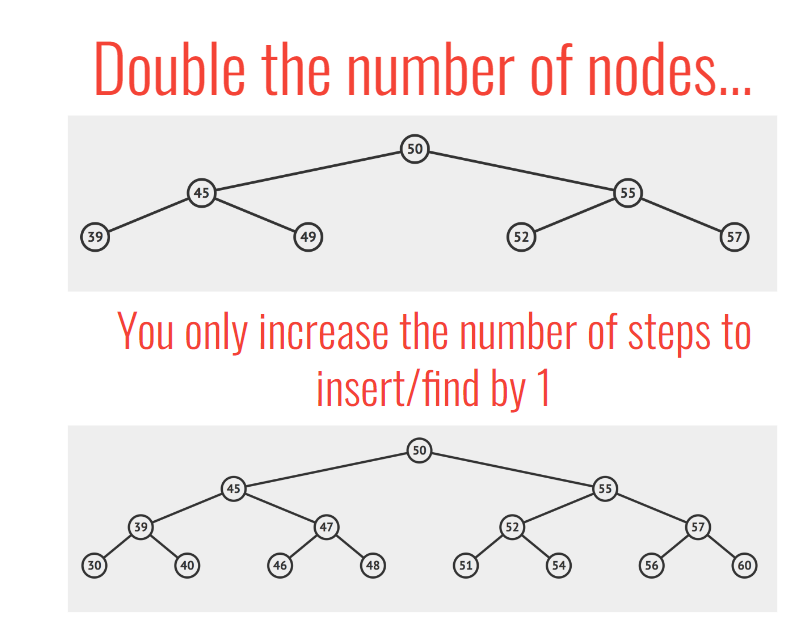 Double the number of nodes...
50
45 55
39 49 52 57
You only increase the number of steps to
insert/find by 1
50
45 55
39 47 52 57
30 40 46 48 51 54 56 60